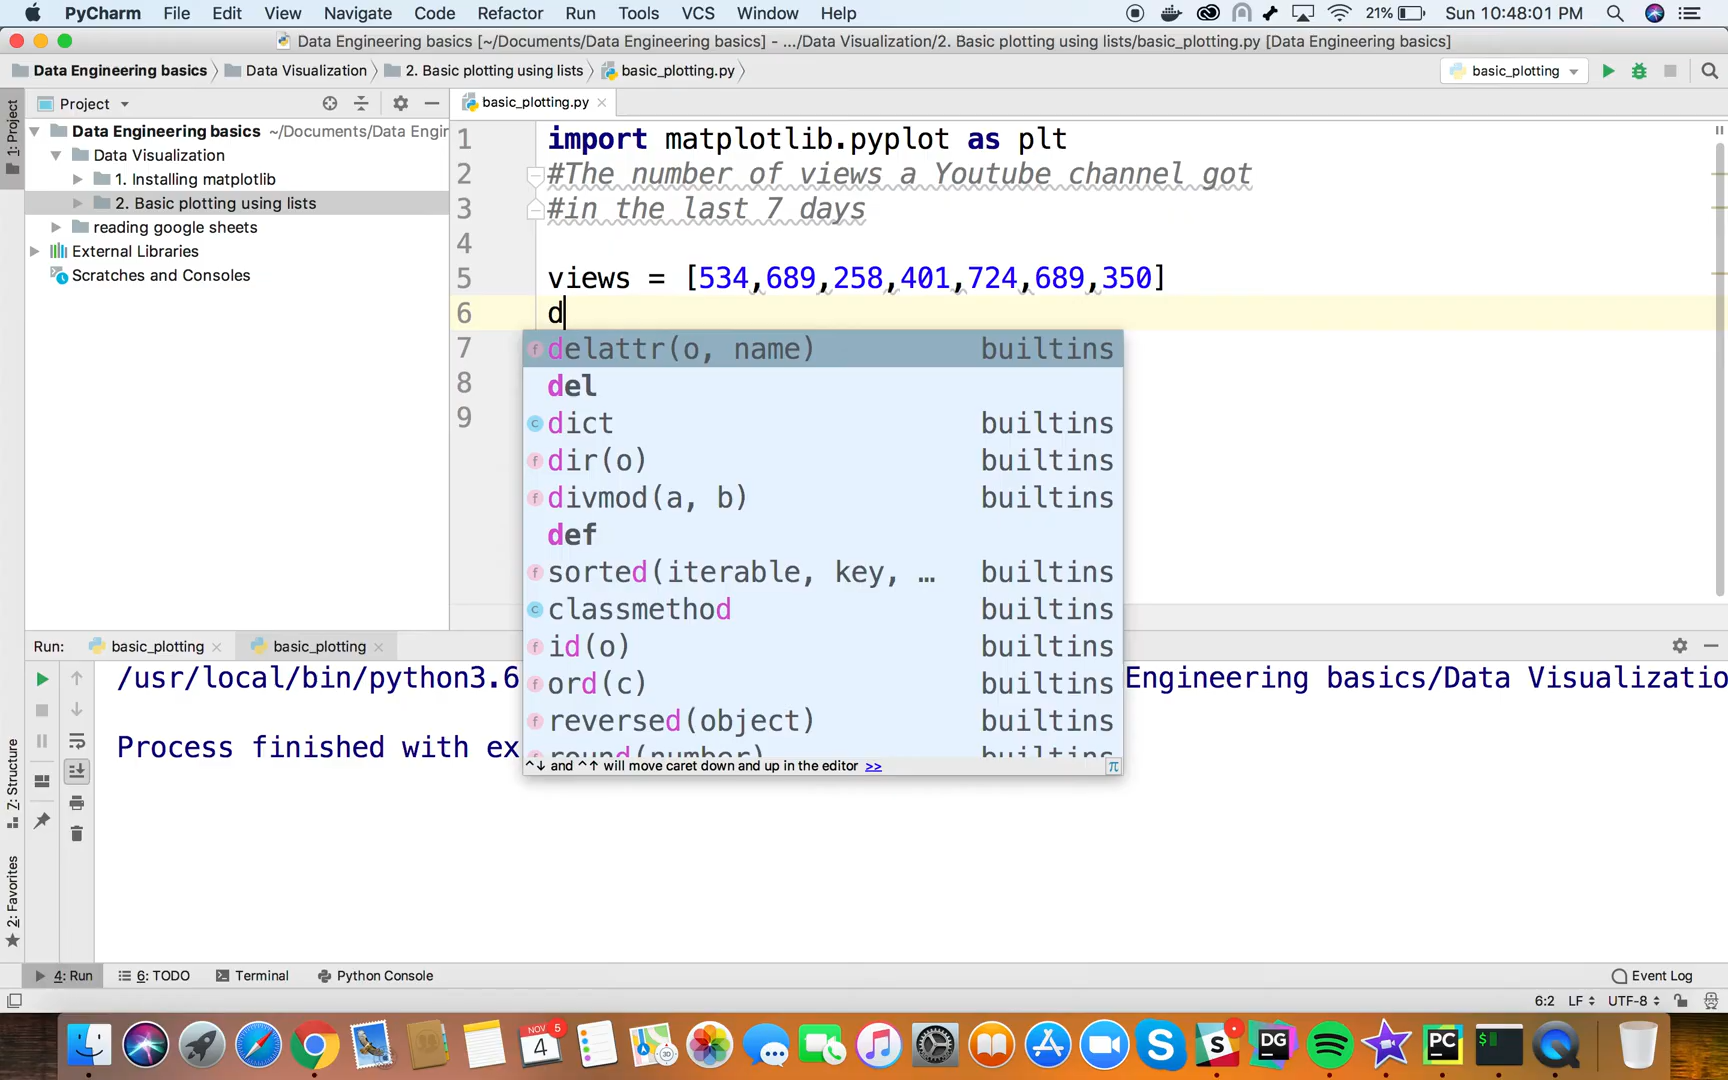 PyCharm File Edit View Navigate Code Refactor Run Tools VCS Window Help 21% Sun 10:48:01 PM
Data Engineering basics [~/Documents/Data Engineering basics] - .../Data Visualization/2. Basic plotting using lists/basic_plotting.py [Data Engineering basics]
Data Engineering basics Data Visualization 2. Basic plotting using lists basic_plotting.py basic_plotting
Project basic_plotting.py
1: Project
Data Engineering basics ~/Documents/Data Engir
Data Visualization
1. Installing matplotlib
2. Basic plotting using lists
reading google sheets
External Libraries
Scratches and Consoles
1 import matplotlib.pyplot as plt
2 #The number of views a Youtube channel got
3 #in the last 7 days
4
5 views = [534,689,258,401,724,689,350]
6 d
7
8
9
delattr(o, name) builtins
del
dict builtins
dir(o) builtins
divmod(a, b) builtins
def
sorted(iterable, key, … builtins
classmethod builtins
id(o) builtins
ord(c) builtins
reversed(object) builtins
round(number) builtins
^↓ and ^↑ will move caret down and up in the editor >> π
Run: basic_plotting basic_plotting
/usr/local/bin/python3.6 Engineering basics/Data Visualizatio
Process finished with ex
7: Structure
2: Favorites
4: Run 6: TODO Terminal Python Console Event Log
6:2 LF UTF-8
NOV 5
4
S
DG
PC
$